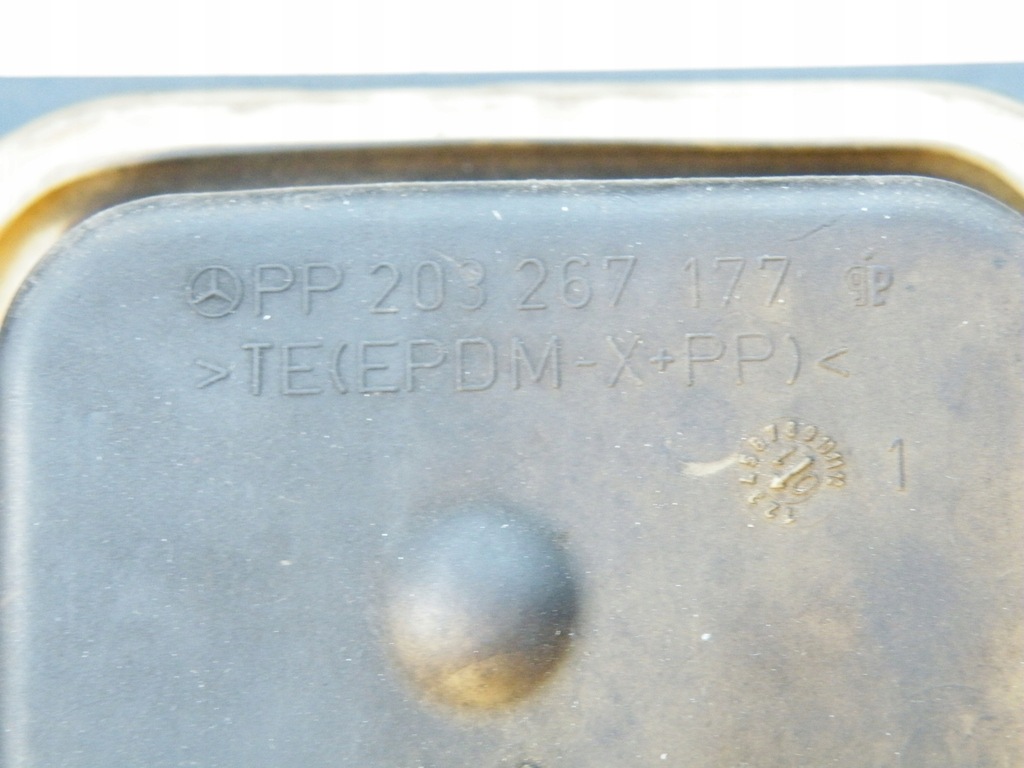 PP 203 267 177
>TE(EPDM-X+PP)<
1